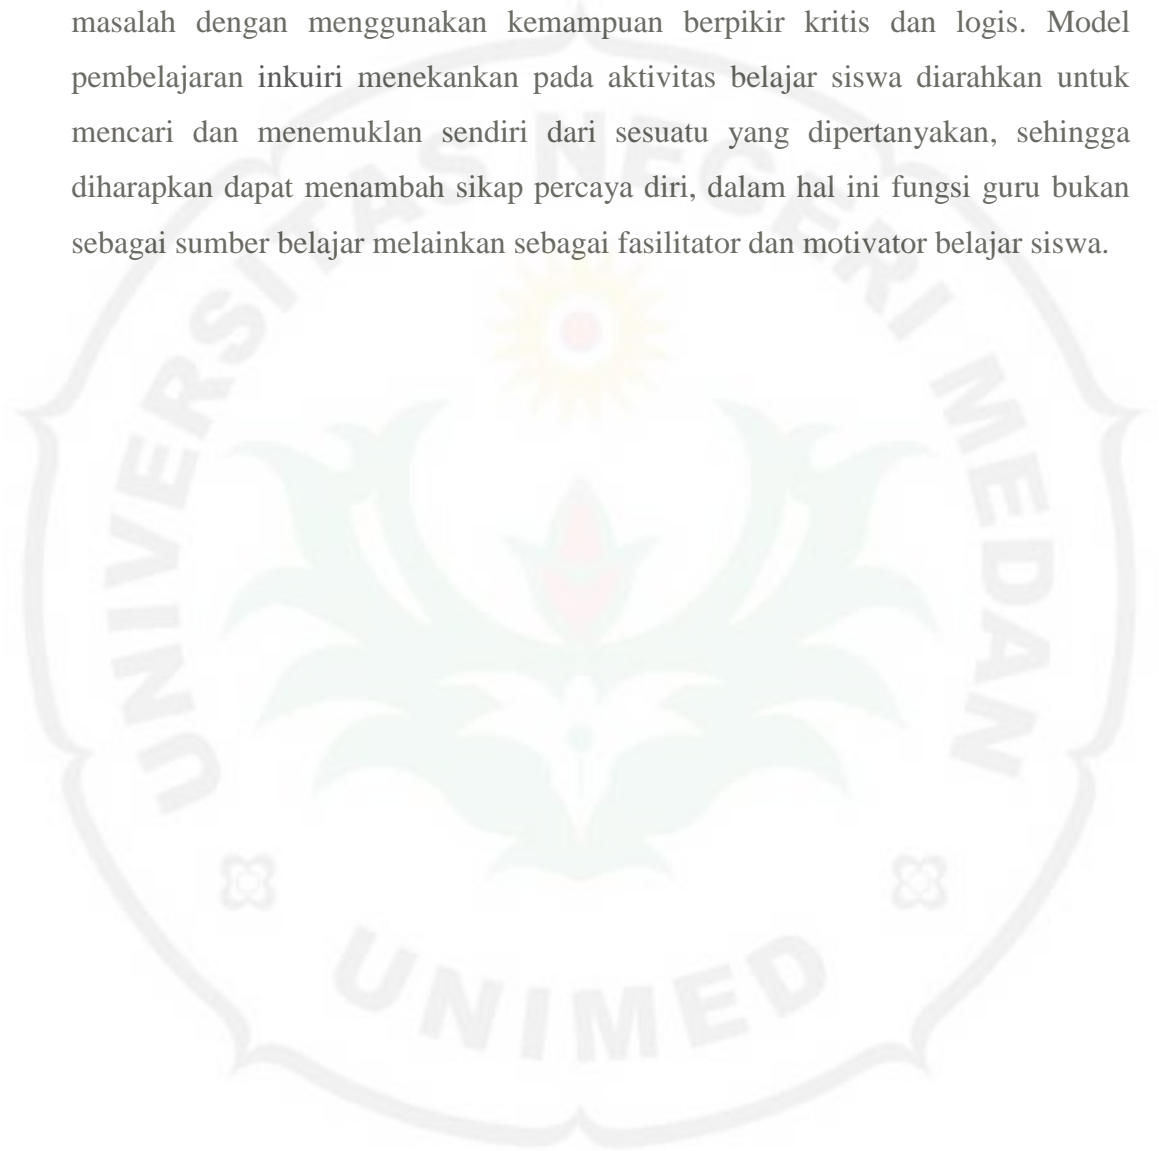 masalah dengan menggunakan kemampuan berpikir kritis dan logis. Model
pembelajaran inkuiri menekankan pada aktivitas belajar siswa diarahkan untuk
mencari dan menemuklan sendiri dari sesuatu yang dipertanyakan, sehingga
diharapkan dapat menambah sikap percaya diri, dalam hal ini fungsi guru bukan
sebagai sumber belajar melainkan sebagai fasilitator dan motivator belajar siswa.
UNIVERSITAS NEGERI MEDAN
UNIMED